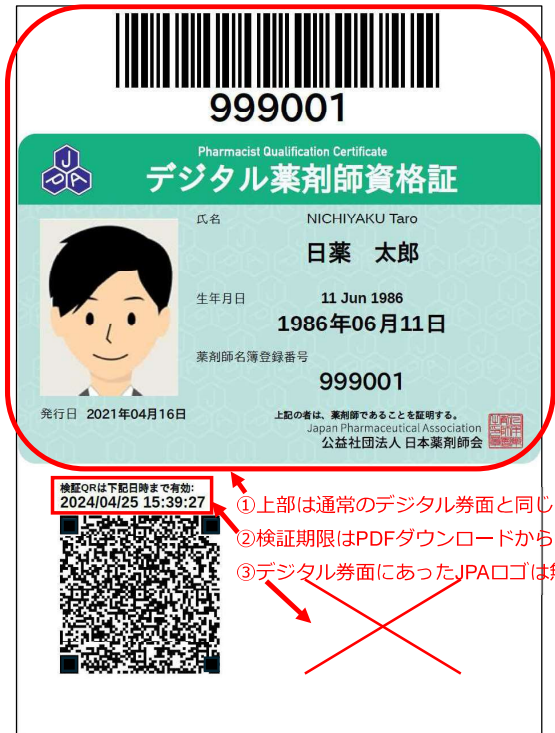 999001
JPA
Pharmacist Qualification Certificate
デジタル薬剤師資格証
氏名
NICHIYAKU Taro
日薬 太郎
生年月日
11 Jun 1986
1986年06月11日
薬剤師名簿登録番号
999001
発行日 2021年04月16日
上記の者は、薬剤師であることを証明する。
Japan Pharmaceutical Association
公益社団法人 日本薬剤師会
検証QRは下記日時まで有効:
2024/04/25 15:39:27
①上部は通常のデジタル券面と同じ
②検証期限はPDFダウンロードから
③デジタル券面にあったJPAロゴは